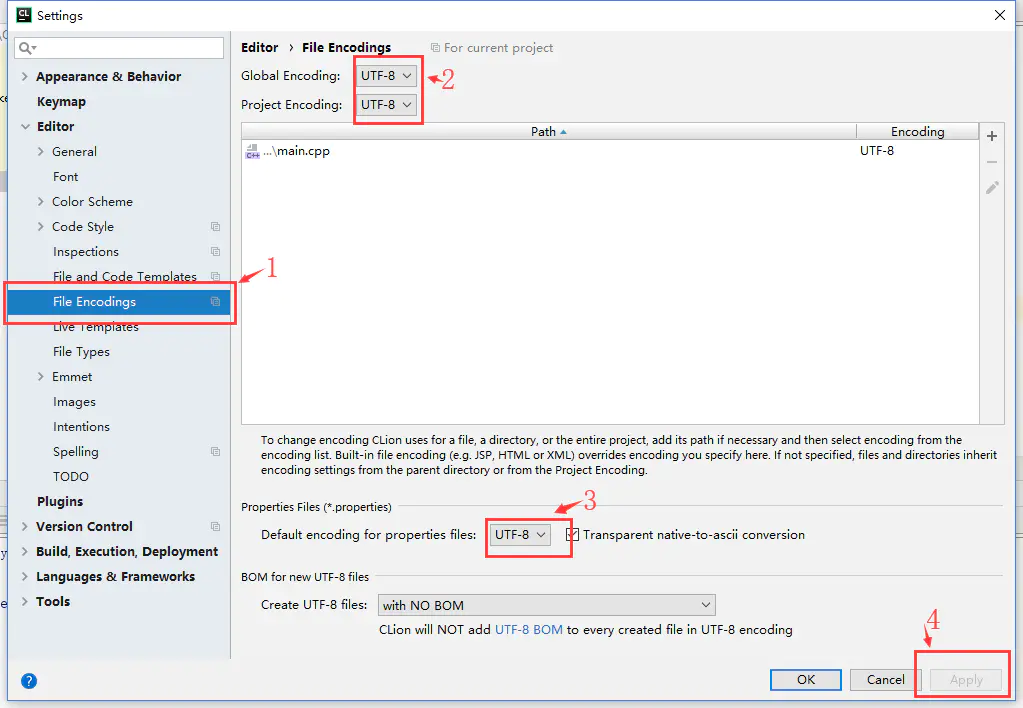 CL Settings
Editor › File Encodings For current project
Appearance & Behavior
Keymap
Editor
General
Font
Color Scheme
Code Style
Inspections
File and Code Templates
File Encodings
Live Templates
File Types
Emmet
Images
Intentions
Spelling
TODO
Plugins
Version Control
Build, Execution, Deployment
Languages & Frameworks
Tools
1
Global Encoding: UTF-8
2
Project Encoding: UTF-8
Path Encoding
C++ ...\main.cpp UTF-8
To change encoding CLion uses for a file, a directory, or the entire project, add its path if necessary and then select encoding from the
encoding list. Built-in file encoding (e.g. JSP, HTML or XML) overrides encoding you specify here. If not specified, files and directories inherit
encoding settings from the parent directory or from the Project Encoding.
Properties Files (*.properties)
3
Default encoding for properties files: UTF-8 Transparent native-to-ascii conversion
BOM for new UTF-8 files
Create UTF-8 files: with NO BOM
CLion will NOT add UTF-8 BOM to every created file in UTF-8 encoding
4
? OK Cancel Apply